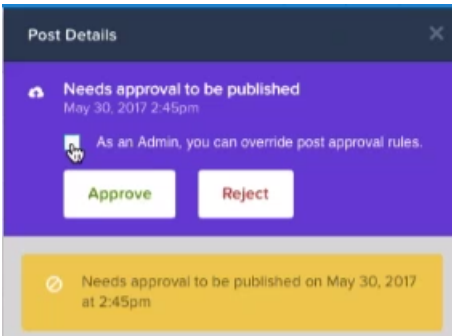 Post Details
Needs approval to be published
May 30, 2017 2:45pm
As an Admin, you can override post approval rules.
Approve
Reject
Needs approval to be published on May 30, 2017
at 2:45pm